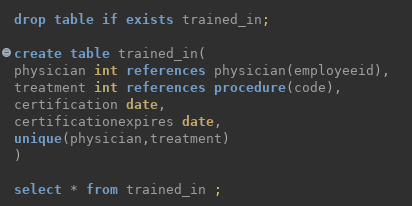 drop table if exists trained_in;
create table trained_in(
physician int references physician(employeeid),
treatment int references procedure(code),
certification date,
certificationexpires date,
unique(physician,treatment)
)
select * from trained_in ;